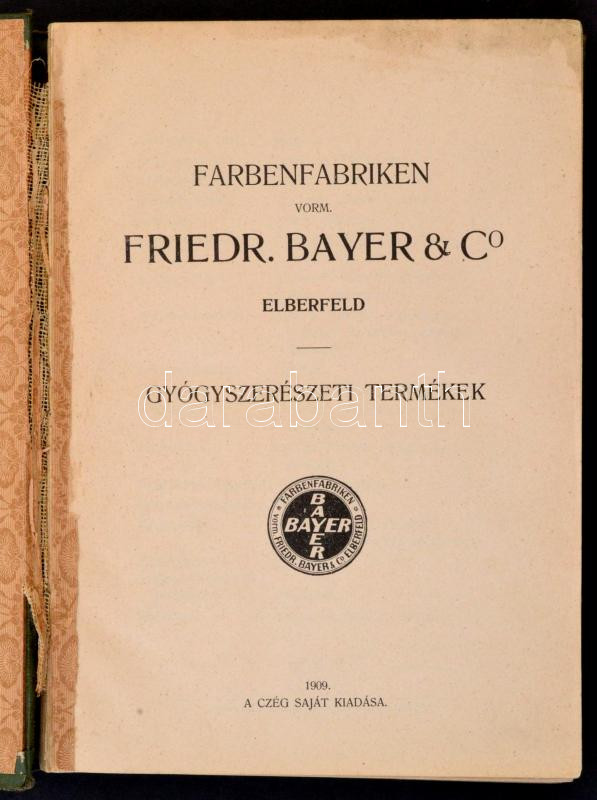 FARBENFABRIKEN
VORM.
FRIEDR. BAYER & Cº
ELBERFELD
GYÓGYSZERÉSZETI TERMÉKEK
darabanth
FARBENFABRIKEN
BAYER
BAYER
vorm. FRIEDR. BAYER & Cº ELBERFELD
1909.
A CZÉG SAJÁT KIADÁSA.